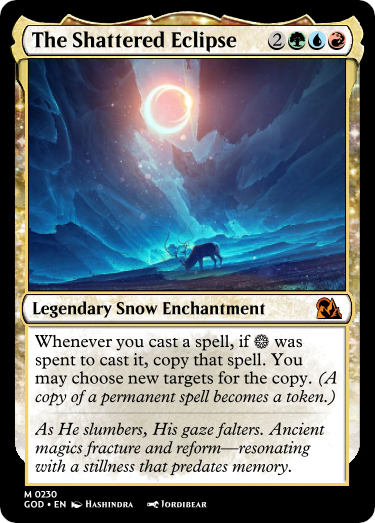 The Shattered Eclipse 2
Legendary Snow Enchantment
Whenever you cast a spell, if was
spent to cast it, copy that spell. You
may choose new targets for the copy. (A
copy of a permanent spell becomes a token.)
As He slumbers, His gaze falters. Ancient
magics fracture and reform—resonating
with a stillness that predates memory.
M 0230
GOD • EN Hashindra Jordibear